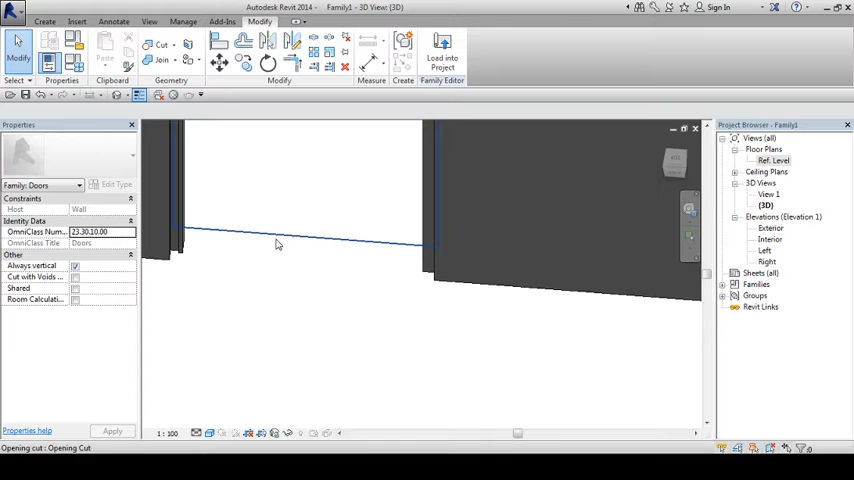 Autodesk Revit 2014 - Family1 - 3D View: {3D}
Sign In
Create Insert Annotate View Manage Add-Ins Modify
Modify Paste Cut Join Load into
Project
Select Properties Clipboard Geometry Modify Measure Create Family Editor
Properties
Family: Doors Edit Type
Constraints
Host Wall
Identity Data
OmniClass Num... 23.30.10.00
OmniClass Title Doors
Other
Always vertical
Cut with Voids ...
Shared
Room Calculati...
Properties help Apply
1 : 100
Opening cut : Opening Cut
:0
Project Browser - Family1
Views (all)
Floor Plans
Ref. Level
Ceiling Plans
3D Views
View 1
{3D}
Elevations (Elevation 1)
Exterior
Interior
Left
Right
Sheets (all)
Families
Groups
Revit Links